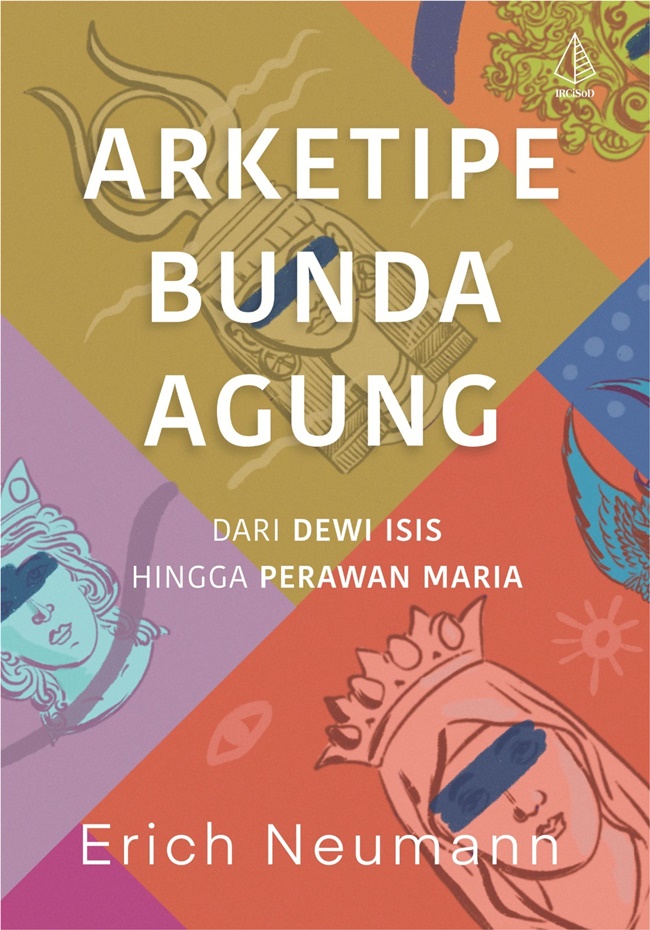 IRCiSoD
ARKETIPE
BUNDA
AGUNG
DARI DEWI ISIS
HINGGA PERAWAN MARIA
Erich Neumann